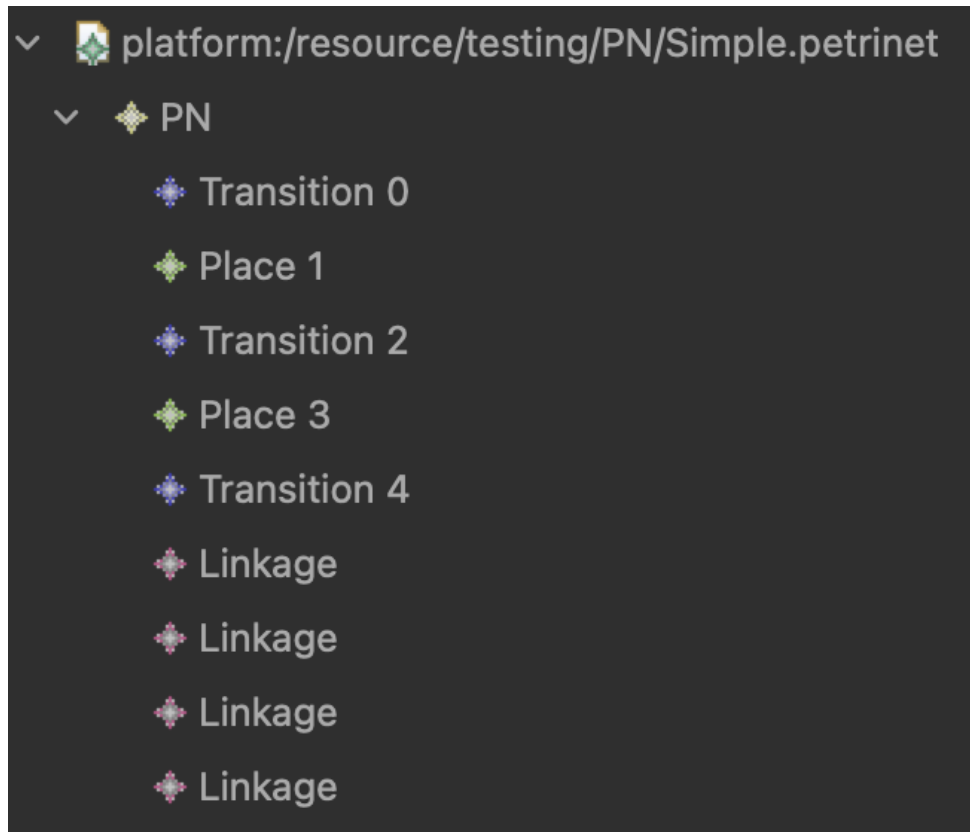 platform:/resource/testing/PN/Simple.petrinet
PN
Transition 0
Place 1
Transition 2
Place 3
Transition 4
Linkage
Linkage
Linkage
Linkage